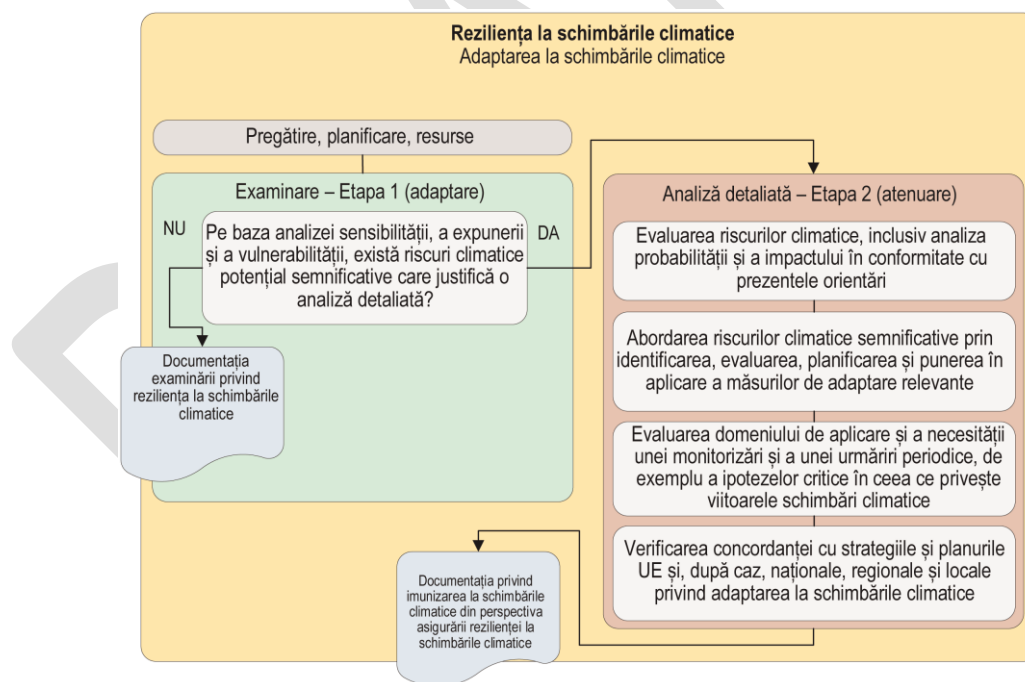 Reziliența la schimbările climatice
Adaptarea la schimbările climatice
Pregătire, planificare, resurse
Examinare – Etapa 1 (adaptare)
NU
Pe baza analizei sensibilității, a expunerii
și a vulnerabilității, există riscuri climatice
potențial semnificative care justifică o
analiză detaliată?
DA
Documentația
examinării privind
reziliența la schimbările
climatice
Analiză detaliată – Etapa 2 (atenuare)
Evaluarea riscurilor climatice, inclusiv analiza
probabilității și a impactului în conformitate cu
prezentele orientări
Abordarea riscurilor climatice semnificative prin
identificarea, evaluarea, planificarea și punerea în
aplicare a măsurilor de adaptare relevante
Evaluarea domeniului de aplicare și a necesității
unei monitorizări și a unei urmăriri periodice, de
exemplu a ipotezelor critice în ceea ce privește
viitoarele schimbări climatice
Verificarea concordanței cu strategiile și planurile
UE și, după caz, naționale, regionale și locale
privind adaptarea la schimbările climatice
Documentația privind
imunizarea la schimbările
climatice din perspectiva
asigurării rezilienței la
schimbările climatice